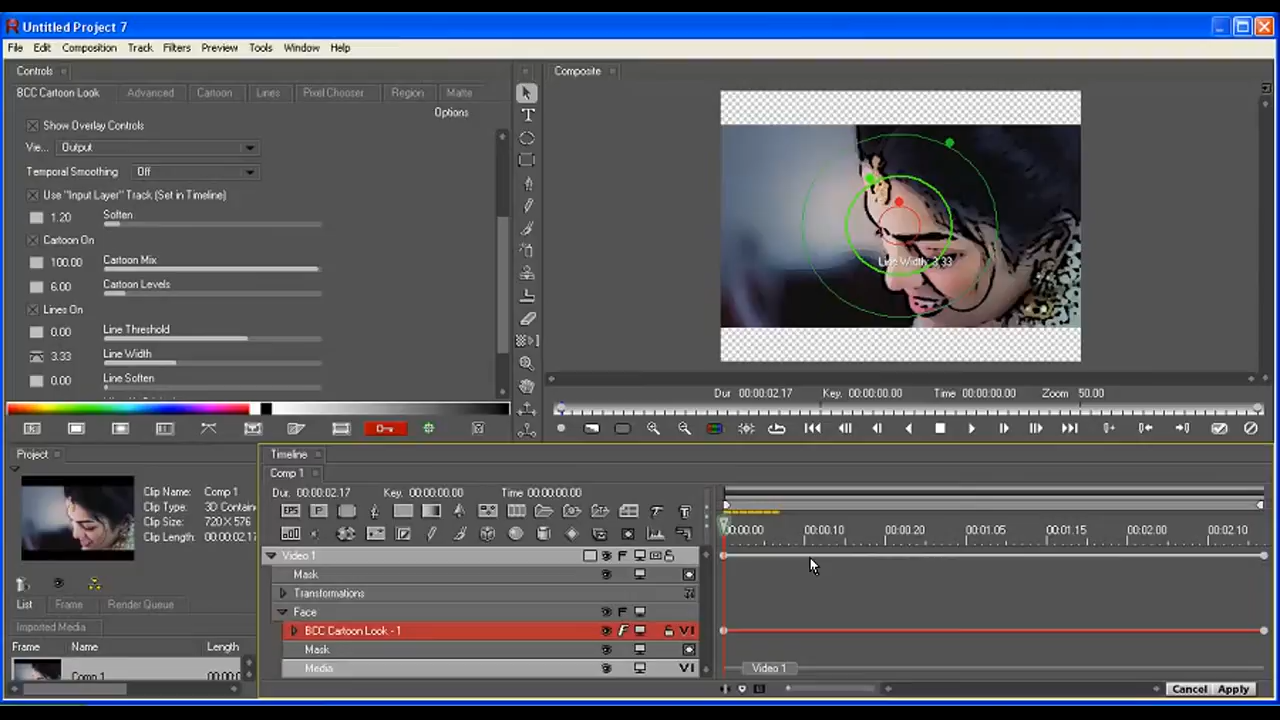 Untitled Project 7
File Edit Composition Track Filters Preview Tools Window Help
Controls
Composite
BCC Cartoon Look Advanced Cartoon Lines Pixel Chooser Region Matte
Options
Show Overlay Controls
Vie... Output
Temporal Smoothing Off
Use "Input Layer" Track (Set in Timeline)
1.20 Soften
Cartoon On
100.00 Cartoon Mix
6.00 Cartoon Levels
Lines On
0.00 Line Threshold
3.33 Line Width
0.00 Line Soften
Line Width: 3.33
Dur 00:00:02.17 Key. 00:00:00.00 Time 00:00:00.00 Zoom 50.00
Project
Clip Name: Comp 1
Clip Type: 3D Contain
Clip Size: 720 X 576
Clip Length: 00:00:02.17
List Frame Render Queue
Imported Media
Frame Name Length
Comp 1
Timeline
Comp 1
Dur. 00:00:02.17 Key. 00:00:00.00 Time 00:00:00.00
00:00:00 00:00.10 00:00.20 00:01.05 00:01.15 00:02.00 00:02.10
Video 1
Mask
Transformations
Face
BCC Cartoon Look - 1 V1
Mask
Media V1
Video 1
Cancel Apply